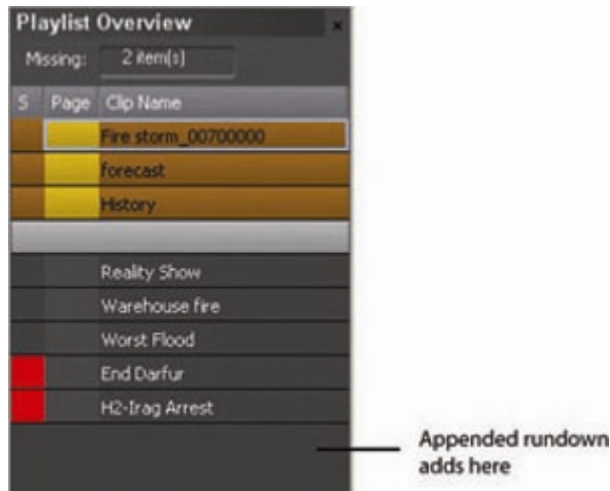 Playlist Overview ×
Missing: 2 item(s)
S Page Clip Name
Fire storm_00700000
forecast
History
Reality Show
Warehouse fire
Worst Flood
End Darfur
H2-Irag Arrest
Appended rundown
adds here